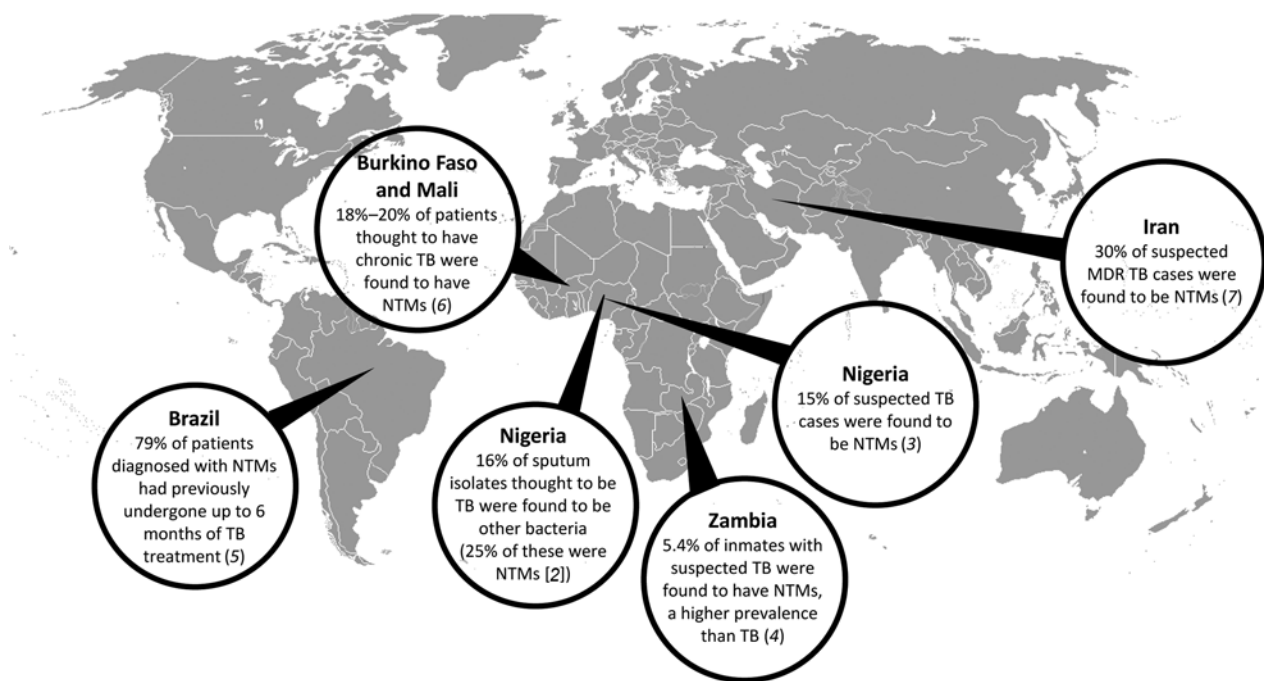 Burkino Faso
and Mali
18%–20% of patients
thought to have
chronic TB were
found to have
NTMs (6)
Iran
30% of suspected
MDR TB cases were
found to be NTMs (7)
Nigeria
15% of suspected TB
cases were found to
be NTMs (3)
Brazil
79% of patients
diagnosed with NTMs
had previously
undergone up to 6
months of TB
treatment (5)
Nigeria
16% of sputum
isolates thought to be
TB were found to be
other bacteria
(25% of these were
NTMs [2])
Zambia
5.4% of inmates with
suspected TB were
found to have NTMs,
a higher prevalence
than TB (4)